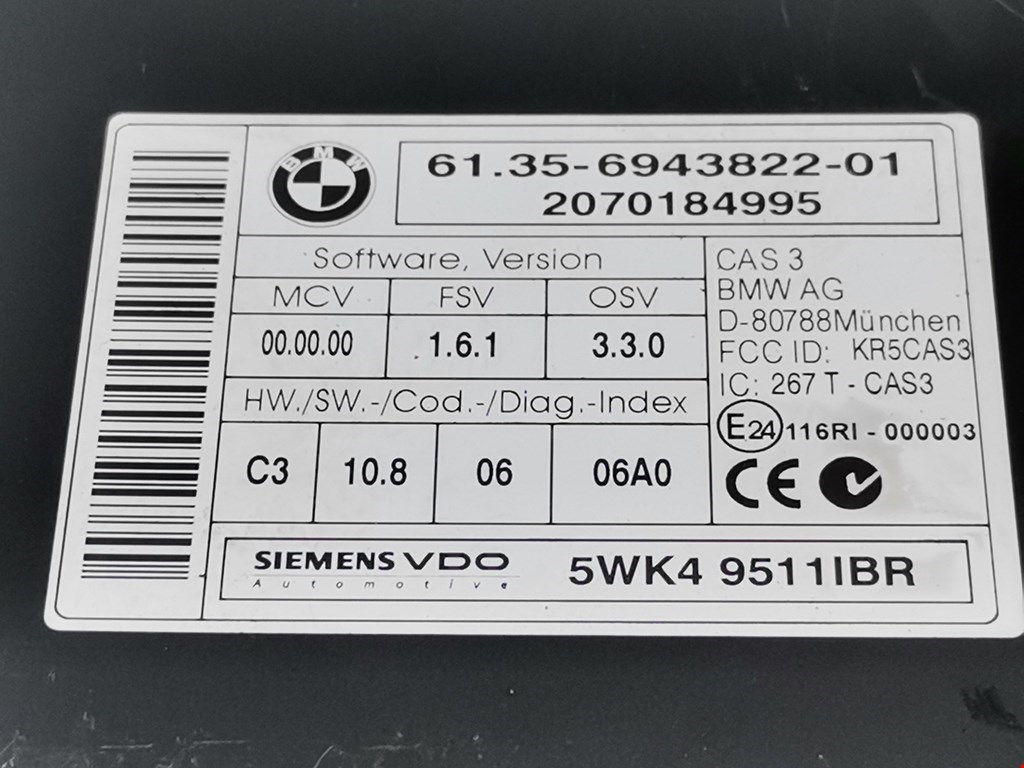 BMW
61.35-6943822-01
2070184995
Software, Version
MCV FSV OSV
00.00.00 1.6.1 3.3.0
HW./SW.-/Cod.-/Diag.-Index
C3 10.8 06 06A0
CAS 3
BMW AG
D-80788München
FCC ID: KR5CAS3
IC: 267 T - CAS3
E24 116RI - 000003
CE
SIEMENS VDO
Automotive
5WK4 9511IBR